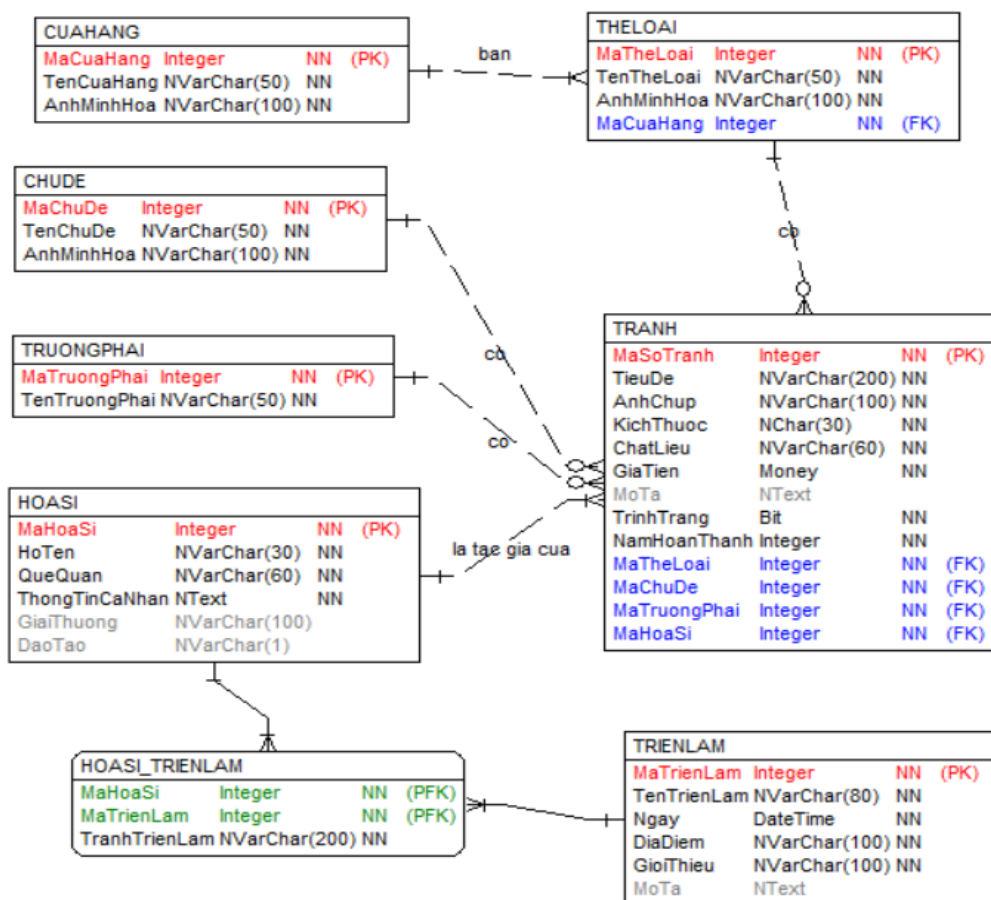 CUAHANG
MaCuaHang Integer NN (PK)
TenCuaHang NVarChar(50) NN
AnhMinhHoa NVarChar(100) NN
ban
THELOAI
MaTheLoai Integer NN (PK)
TenTheLoai NVarChar(50) NN
AnhMinhHoa NVarChar(100) NN
MaCuaHang Integer NN (FK)
CHUDE
MaChuDe Integer NN (PK)
TenChuDe NVarChar(50) NN
AnhMinhHoa NVarChar(100) NN
co
TRUONGPHAI
MaTruongPhai Integer NN (PK)
TenTruongPhai NVarChar(50) NN
co
co
TRANH
MaSoTranh Integer NN (PK)
TieuDe NVarChar(200) NN
AnhChup NVarChar(100) NN
KichThuoc NChar(30) NN
ChatLieu NVarChar(60) NN
GiaTien Money NN
MoTa NText
TrinhTrang Bit NN
NamHoanThanh Integer NN
MaTheLoai Integer NN (FK)
MaChuDe Integer NN (FK)
MaTruongPhai Integer NN (FK)
MaHoaSi Integer NN (FK)
HOASI
MaHoaSi Integer NN (PK)
HoTen NVarChar(30) NN
QueQuan NVarChar(60) NN
ThongTinCaNhan NText NN
GiaiThuong NVarChar(100)
DaoTao NVarChar(1)
la tac gia cua
HOASI_TRIENLAM
MaHoaSi Integer NN (PFK)
MaTrienLam Integer NN (PFK)
TranhTrienLam NVarChar(200) NN
TRIENLAM
MaTrienLam Integer NN (PK)
TenTrienLam NVarChar(80) NN
Ngay DateTime NN
DiaDiem NVarChar(100) NN
GioiThieu NVarChar(100) NN
MoTa NText